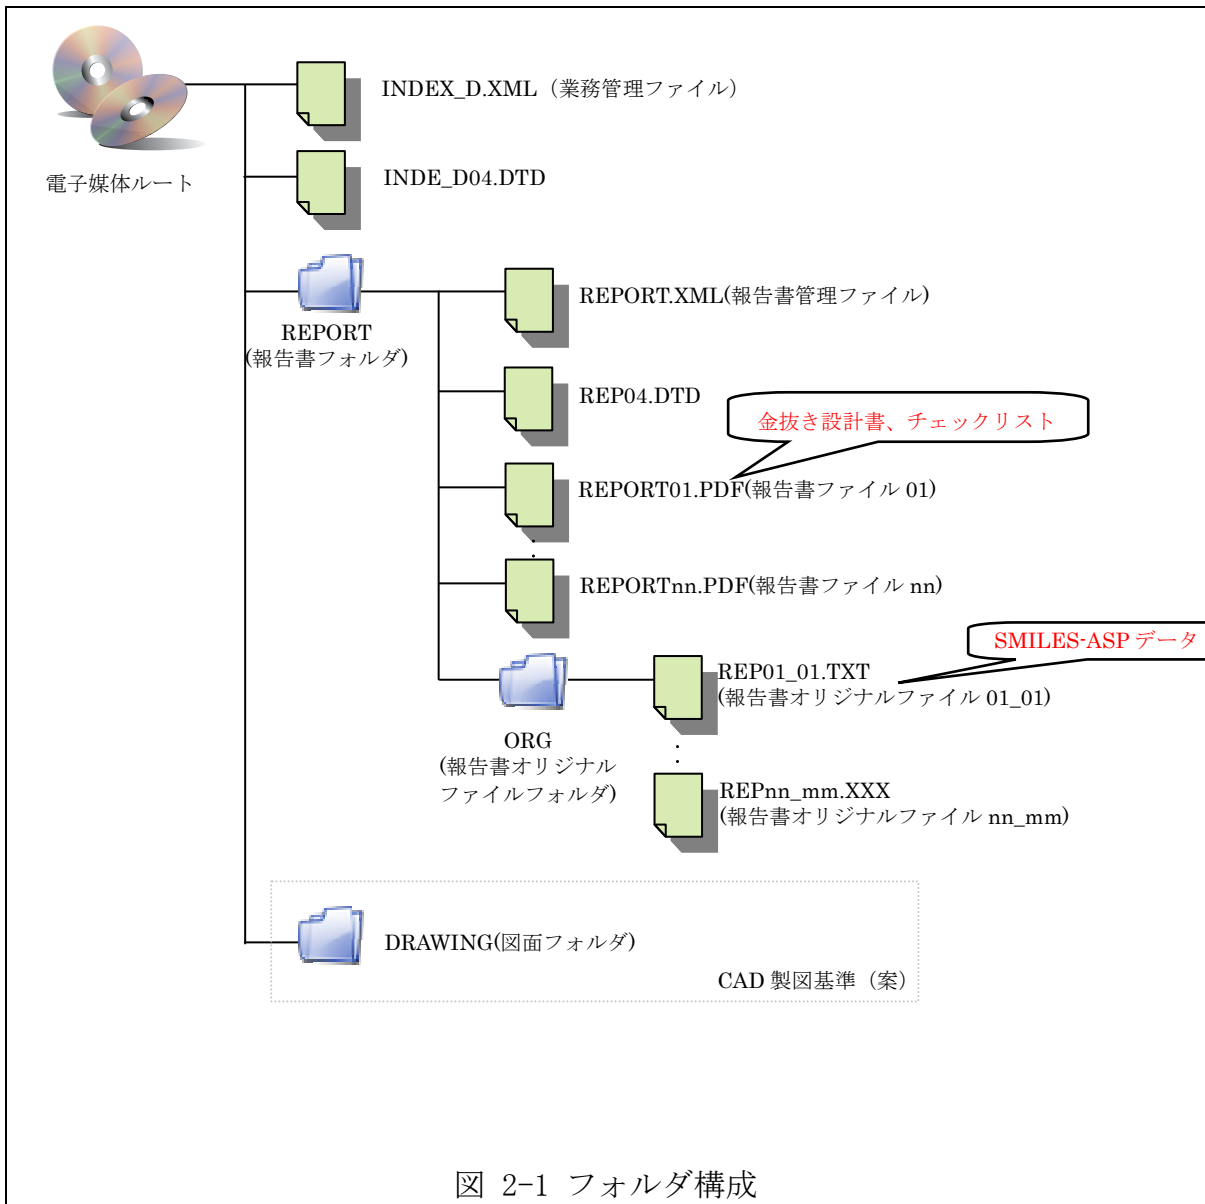 INDEX_D.XML（業務管理ファイル）
電子媒体ルート
INDE_D04.DTD
REPORT
(報告書フォルダ)
REPORT.XML(報告書管理ファイル)
REP04.DTD
金抜き設計書、チェックリスト
REPORT01.PDF(報告書ファイル 01)
REPORTnn.PDF(報告書ファイル nn)
SMILES-ASP データ
ORG
(報告書オリジナル
ファイルフォルダ)
REP01_01.TXT
(報告書オリジナルファイル 01_01)
REPnn_mm.XXX
(報告書オリジナルファイル nn_mm)
DRAWING(図面フォルダ)
CAD 製図基準（案）
図 2-1 フォルダ構成